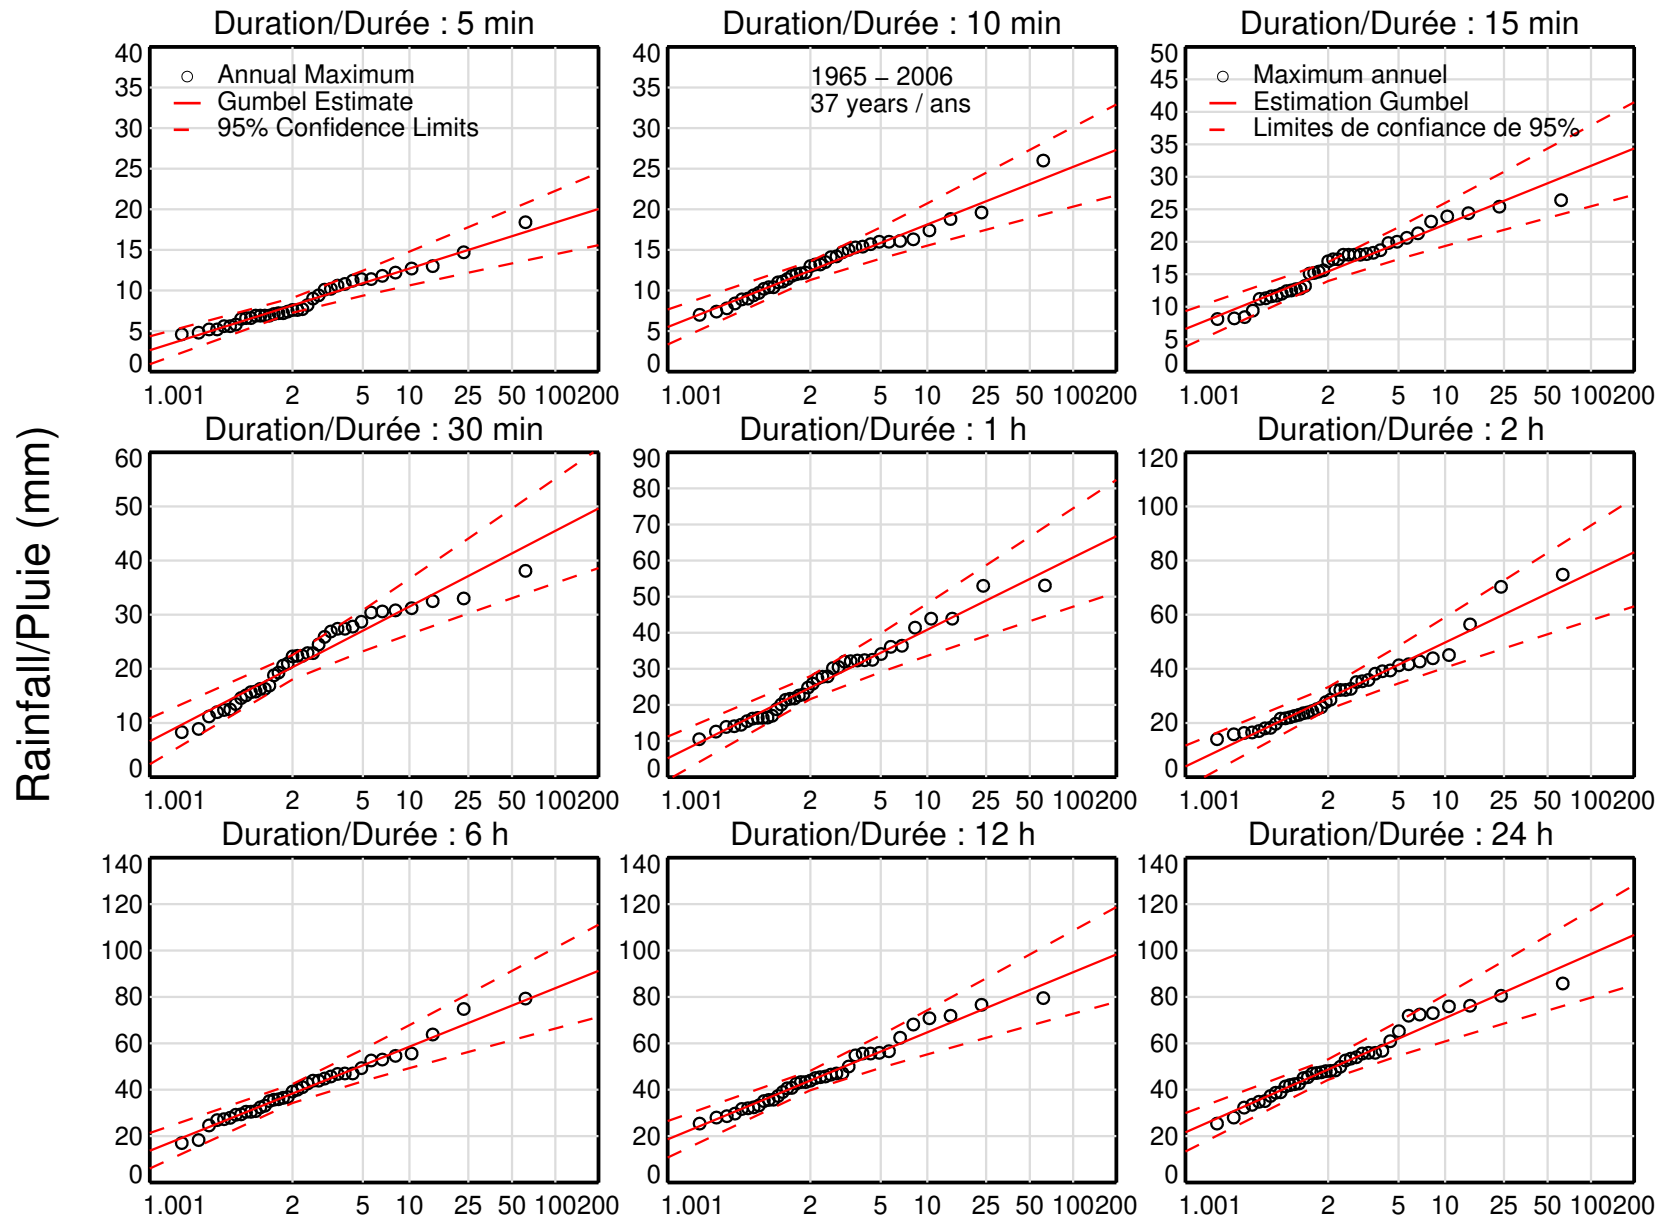 Duration/Durée : 5 min
40
35
30
25
20
15
10
5
0
Annual Maximum
Gumbel Estimate
95% Confidence Limits
1.001 2 5 10 25 50 100200
Duration/Durée : 10 min
40
35
30
25
20
15
10
5
0
1965 – 2006
37 years / ans
1.001 2 5 10 25 50 100200
Duration/Durée : 15 min
50
45
40
35
30
25
20
15
10
5
0
Maximum annuel
Estimation Gumbel
Limites de confiance de 95%
1.001 2 5 10 25 50 100200
Rainfall/Pluie (mm)
Duration/Durée : 30 min
60
50
40
30
20
10
0
1.001 2 5 10 25 50 100200
Duration/Durée : 1 h
90
80
70
60
50
40
30
20
10
0
1.001 2 5 10 25 50 100200
Duration/Durée : 2 h
120
100
80
60
40
20
0
1.001 2 5 10 25 50 100200
Duration/Durée : 6 h
140
120
100
80
60
40
20
0
1.001 2 5 10 25 50 100200
Duration/Durée : 12 h
140
120
100
80
60
40
20
0
1.001 2 5 10 25 50 100200
Duration/Durée : 24 h
140
120
100
80
60
40
20
0
1.001 2 5 10 25 50 100200